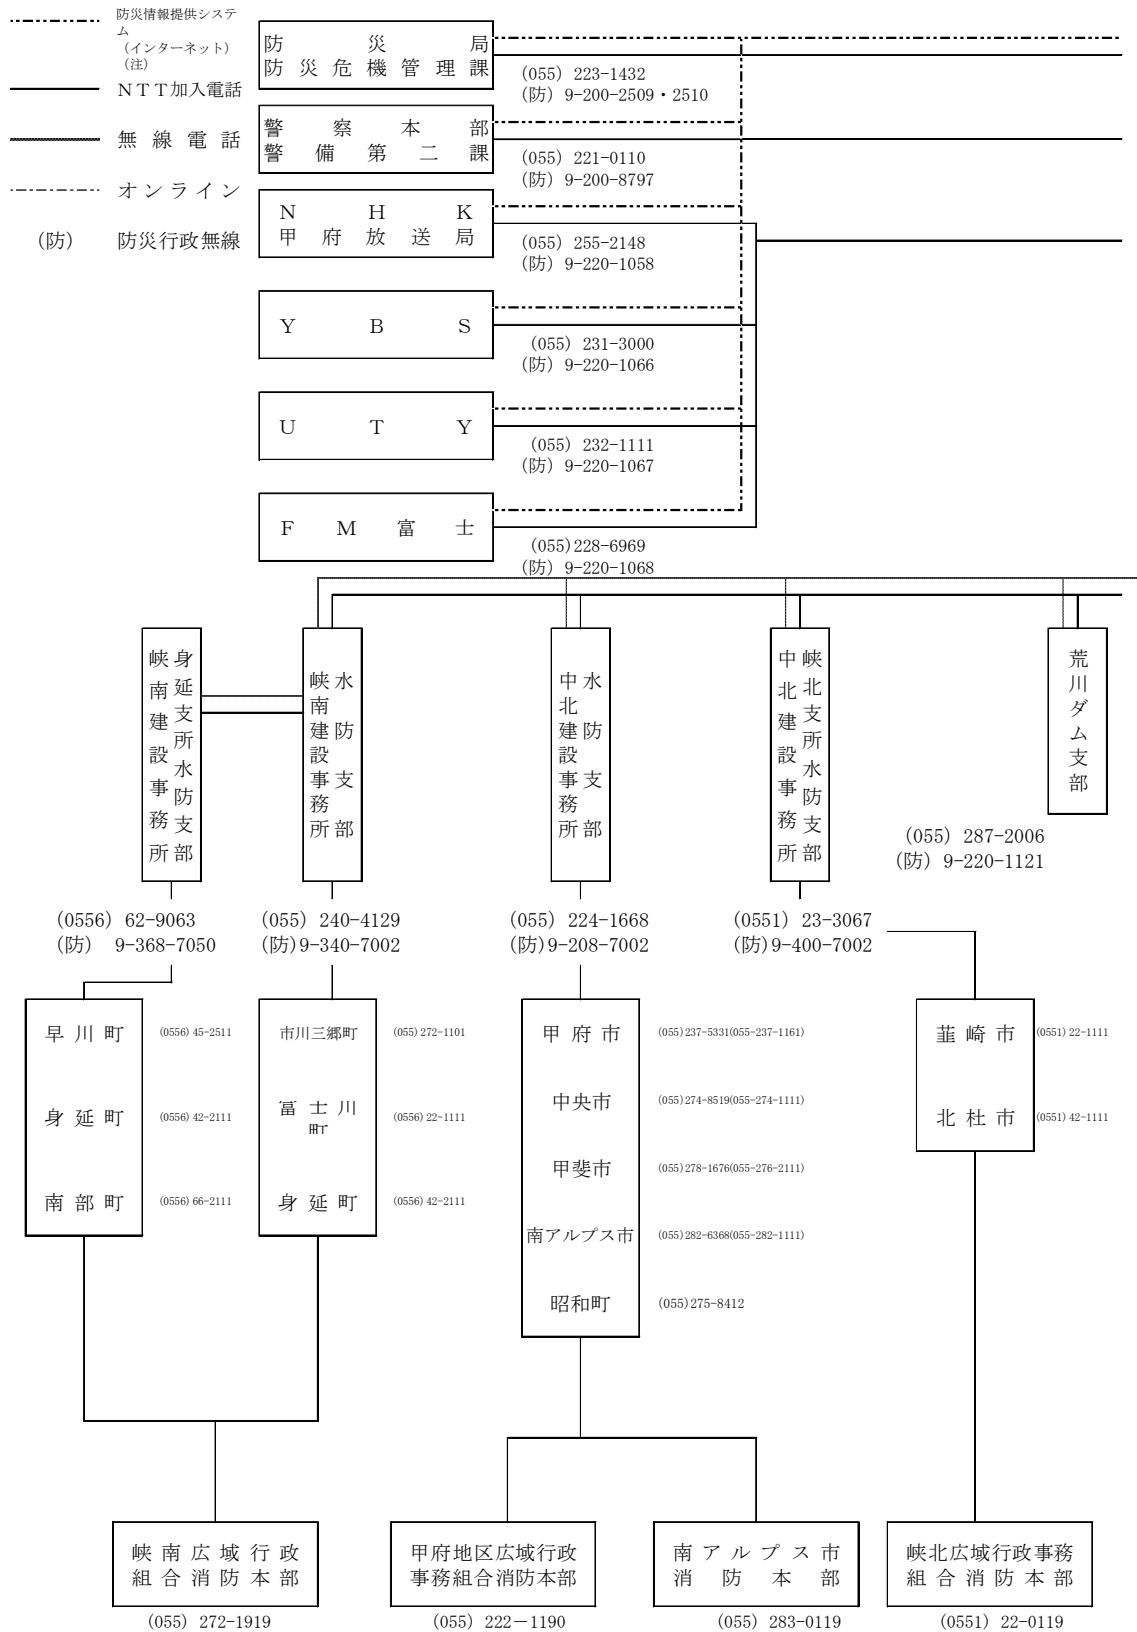 防災情報提供システ
ム
（インターネット）
（注）
ＮＴＴ加入電話
無線電話
オンライン
（防） 防災行政無線
防災局
防災危機管理課
（055）223-1432
（防）9-200-2509・2510
警察本部
警備第二課
（055）221-0110
（防）9-200-8797
ＮＨＫ
甲府放送局
（055）255-2148
（防）9-220-1058
ＹＢＳ
（055）231-3000
（防）9-220-1066
ＵＴＹ
（055）232-1111
（防）9-220-1067
ＦＭ富士
（055）228-6969
（防）9-220-1068
峡南建設事務所
身延支所水防支部
峡南建設事務所
水防支部
中北建設事務所
水防支部
中北建設事務所
峡北支所水防支部
荒川ダム支部
（055）287-2006
（防）9-220-1121
（0556）62-9063
（防） 9-368-7050
（055）240-4129
（防）9-340-7002
（055）224-1668
（防）9-208-7002
（0551）23-3067
（防）9-400-7002
早川町 (0556) 45-2511
身延町 (0556) 42-2111
南部町 (0556) 66-2111
市川三郷町 (055) 272-1101
富士川
町
(0556) 22-1111
身延町 (0556) 42-2111
甲府市 (055)237-5331(055-237-1161)
中央市 (055)274-8519(055-274-1111)
甲斐市 (055)278-1676(055-276-2111)
南アルプス市 (055)282-6368(055-282-1111)
昭和町 (055)275-8412
韮崎市 (0551) 22-1111
北杜市 (0551) 42-1111
峡南広域行政
組合消防本部
（055）272-1919
甲府地区広域行政
事務組合消防本部
（055）222－1190
南アルプス市
消防本部
（055）283-0119
峡北広域行政事務
組合消防本部
（0551）22-0119